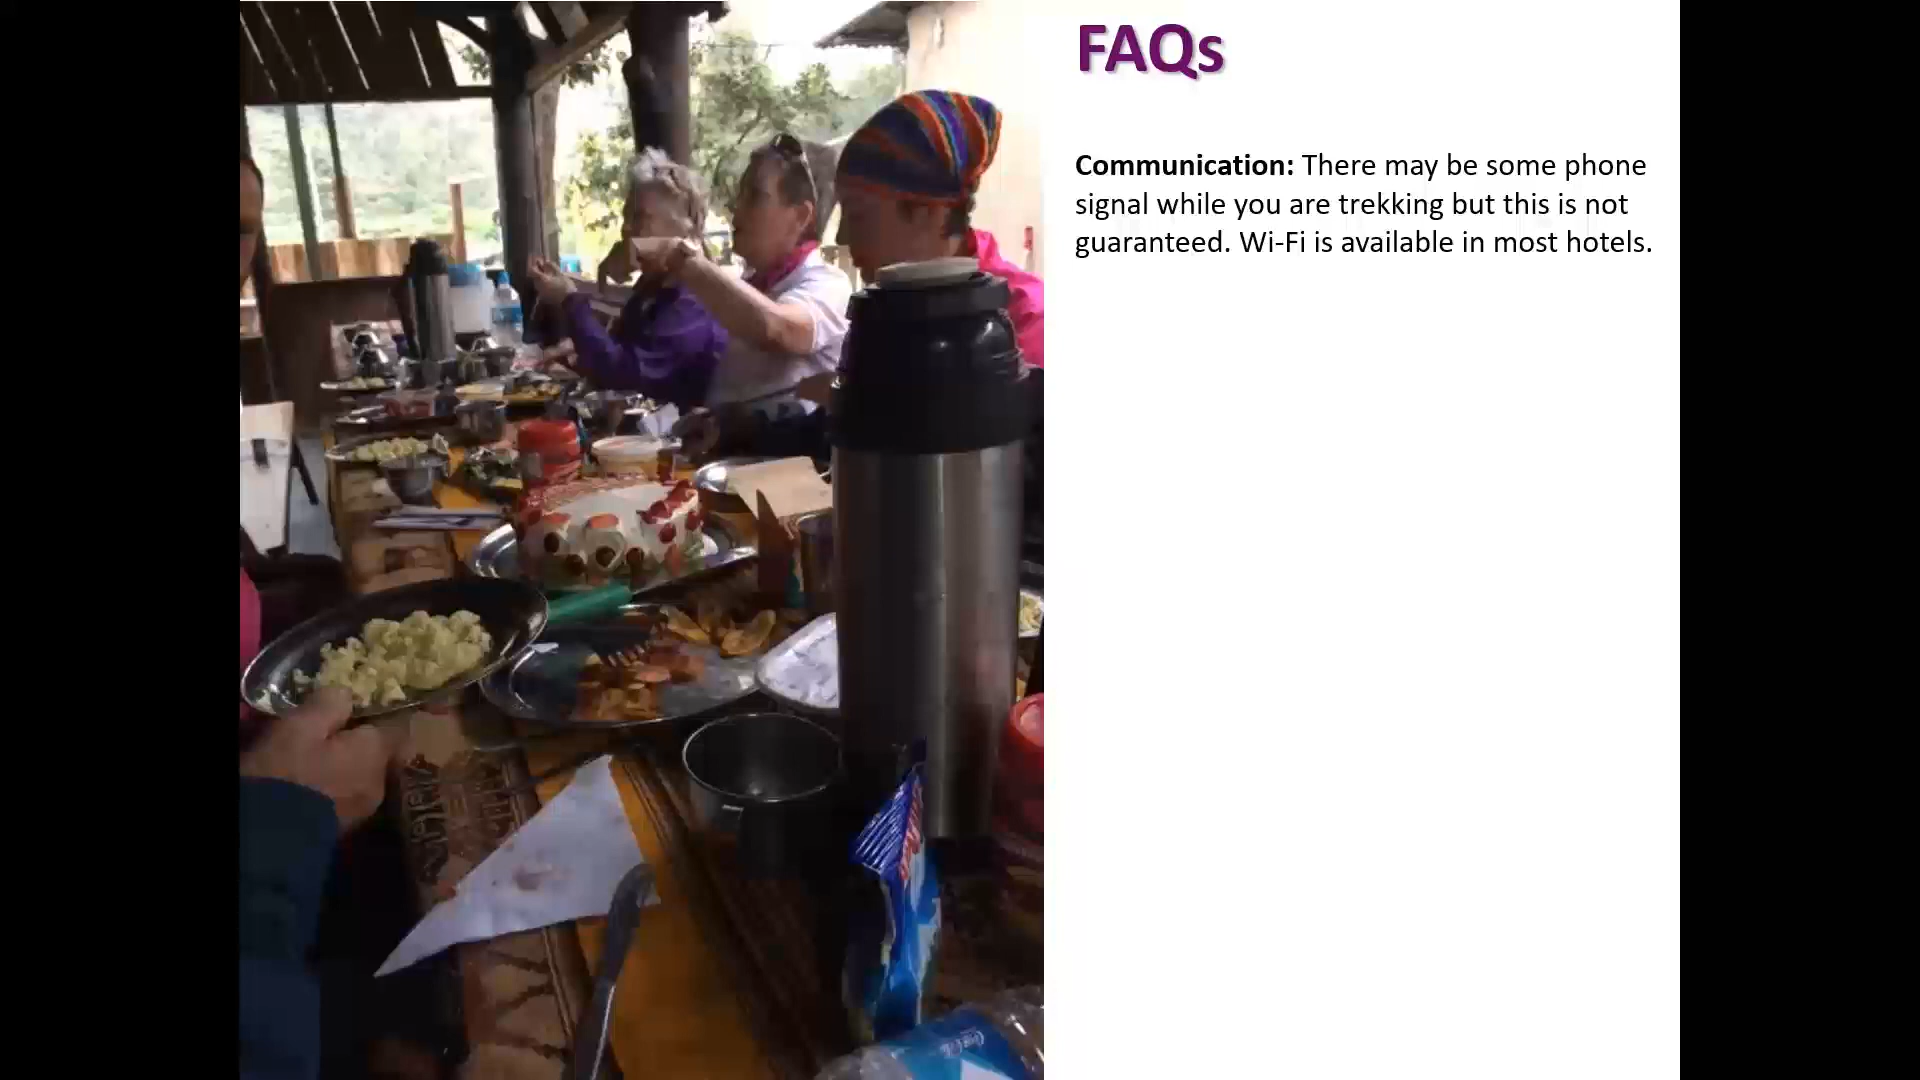 FAQs
Communication: There may be some phone
signal while you are trekking but this is not
guaranteed. Wi-Fi is available in most hotels.